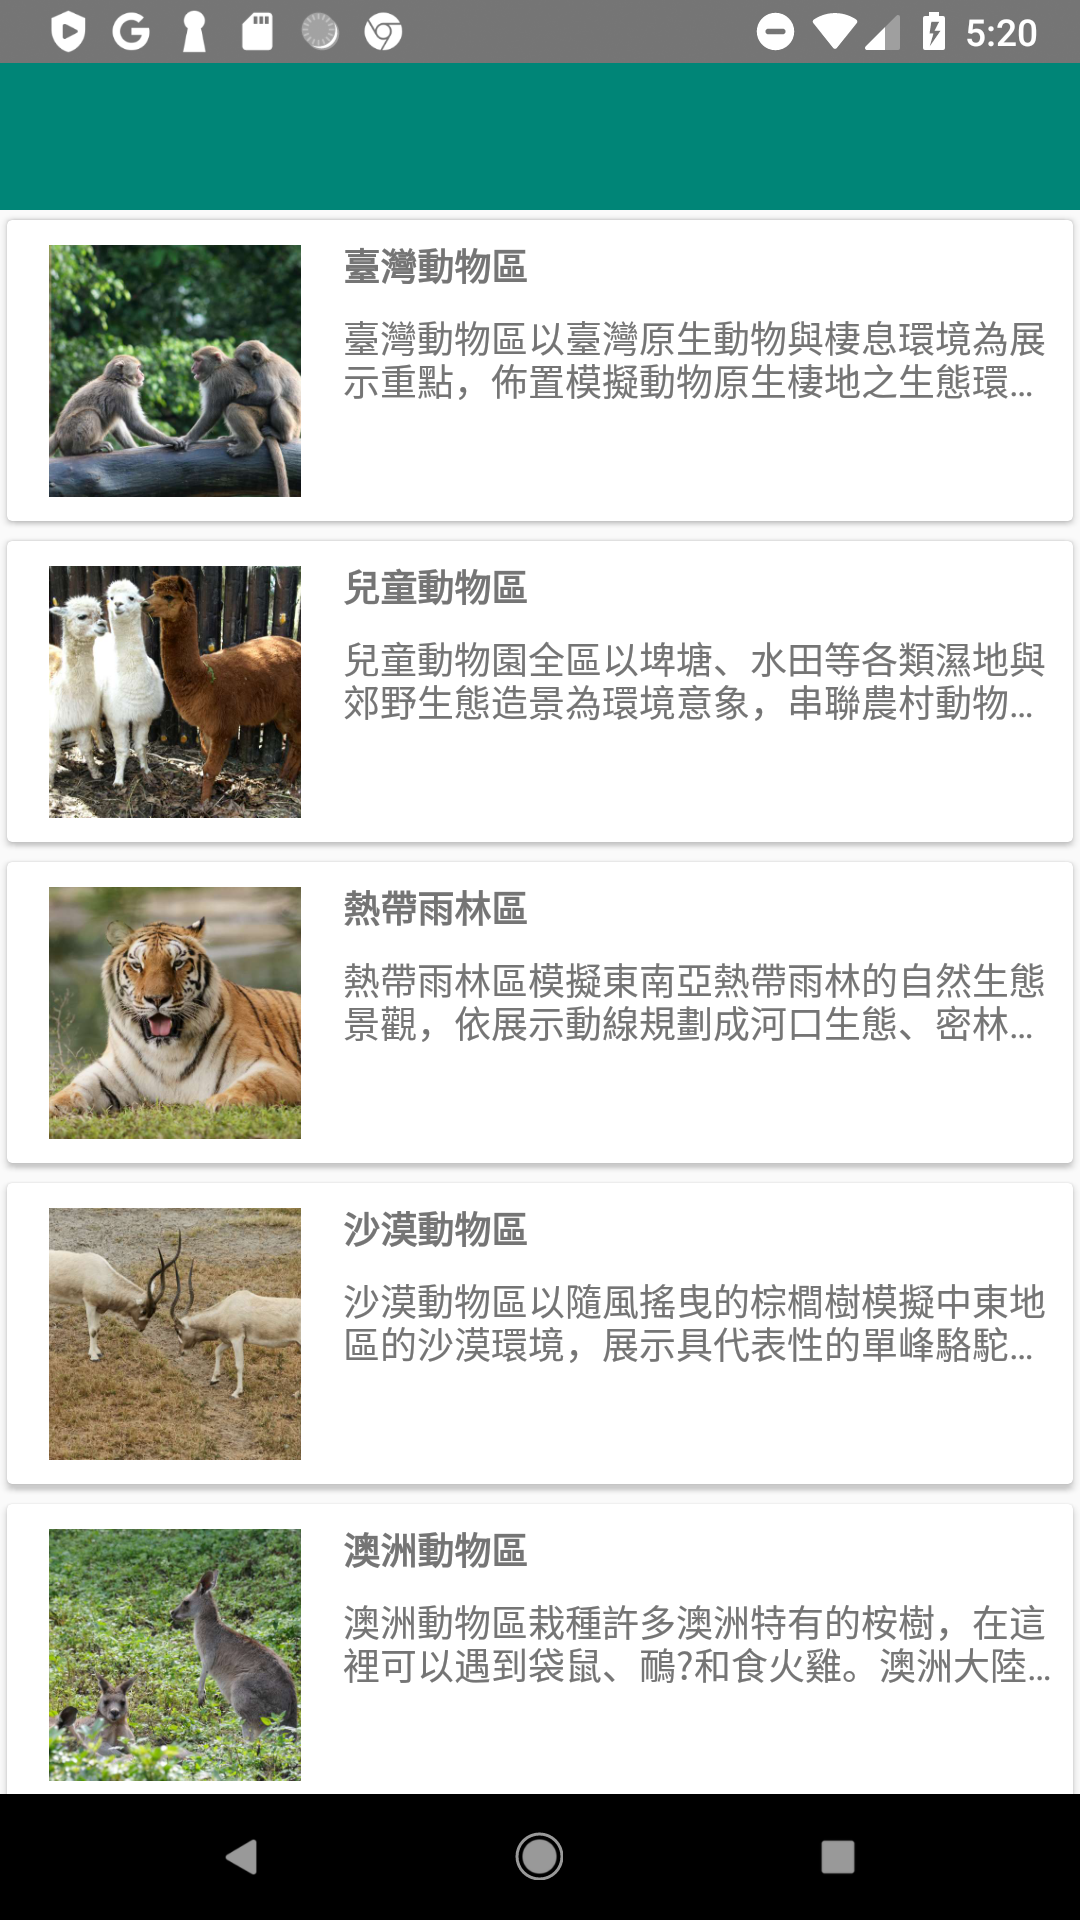 5:20
臺灣動物區
臺灣動物區以臺灣原生動物與棲息環境為展
示重點，佈置模擬動物原生棲地之生態環...
兒童動物區
兒童動物園全區以埤塘、水田等各類濕地與
郊野生態造景為環境意象，串聯農村動物...
熱帶雨林區
熱帶雨林區模擬東南亞熱帶雨林的自然生態
景觀，依展示動線規劃成河口生態、密林...
沙漠動物區
沙漠動物區以隨風搖曳的棕櫚樹模擬中東地
區的沙漠環境，展示具代表性的單峰駱駝...
澳洲動物區
澳洲動物區栽種許多澳洲特有的桉樹，在這
裡可以遇到袋鼠、鴯?和食火雞。澳洲大陸...